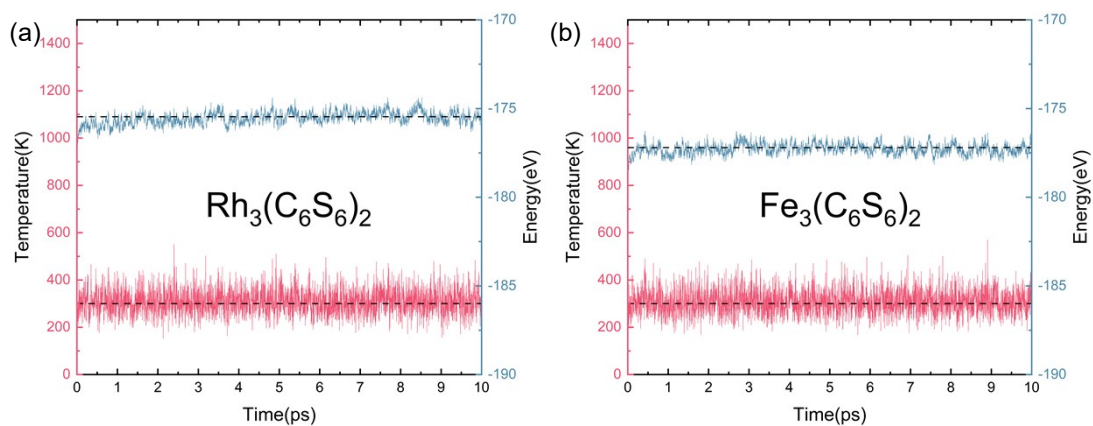 (a)
1400
1200
1000
800
600
400
200
0
Temperature(K)
-170
-175
-180
-185
-190
Energy(eV)
Rh₃(C₆S₆)₂
0 1 2 3 4 5 6 7 8 9 10
Time(ps)
(b)
1400
1200
1000
800
600
400
200
0
Temperature(K)
-170
-175
-180
-185
-190
Energy(eV)
Fe₃(C₆S₆)₂
0 1 2 3 4 5 6 7 8 9 10
Time(ps)